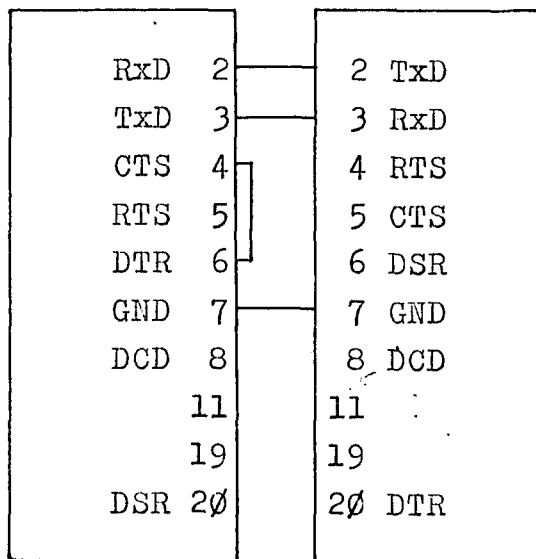 RxD 2 2 TxD
TxD 3 3 RxD
CTS 4 4 RTS
RTS 5 5 CTS
DTR 6 6 DSR
GND 7 7 GND
DCD 8 8 DCD
11 11
19 19
DSR 2Ø 2Ø DTR